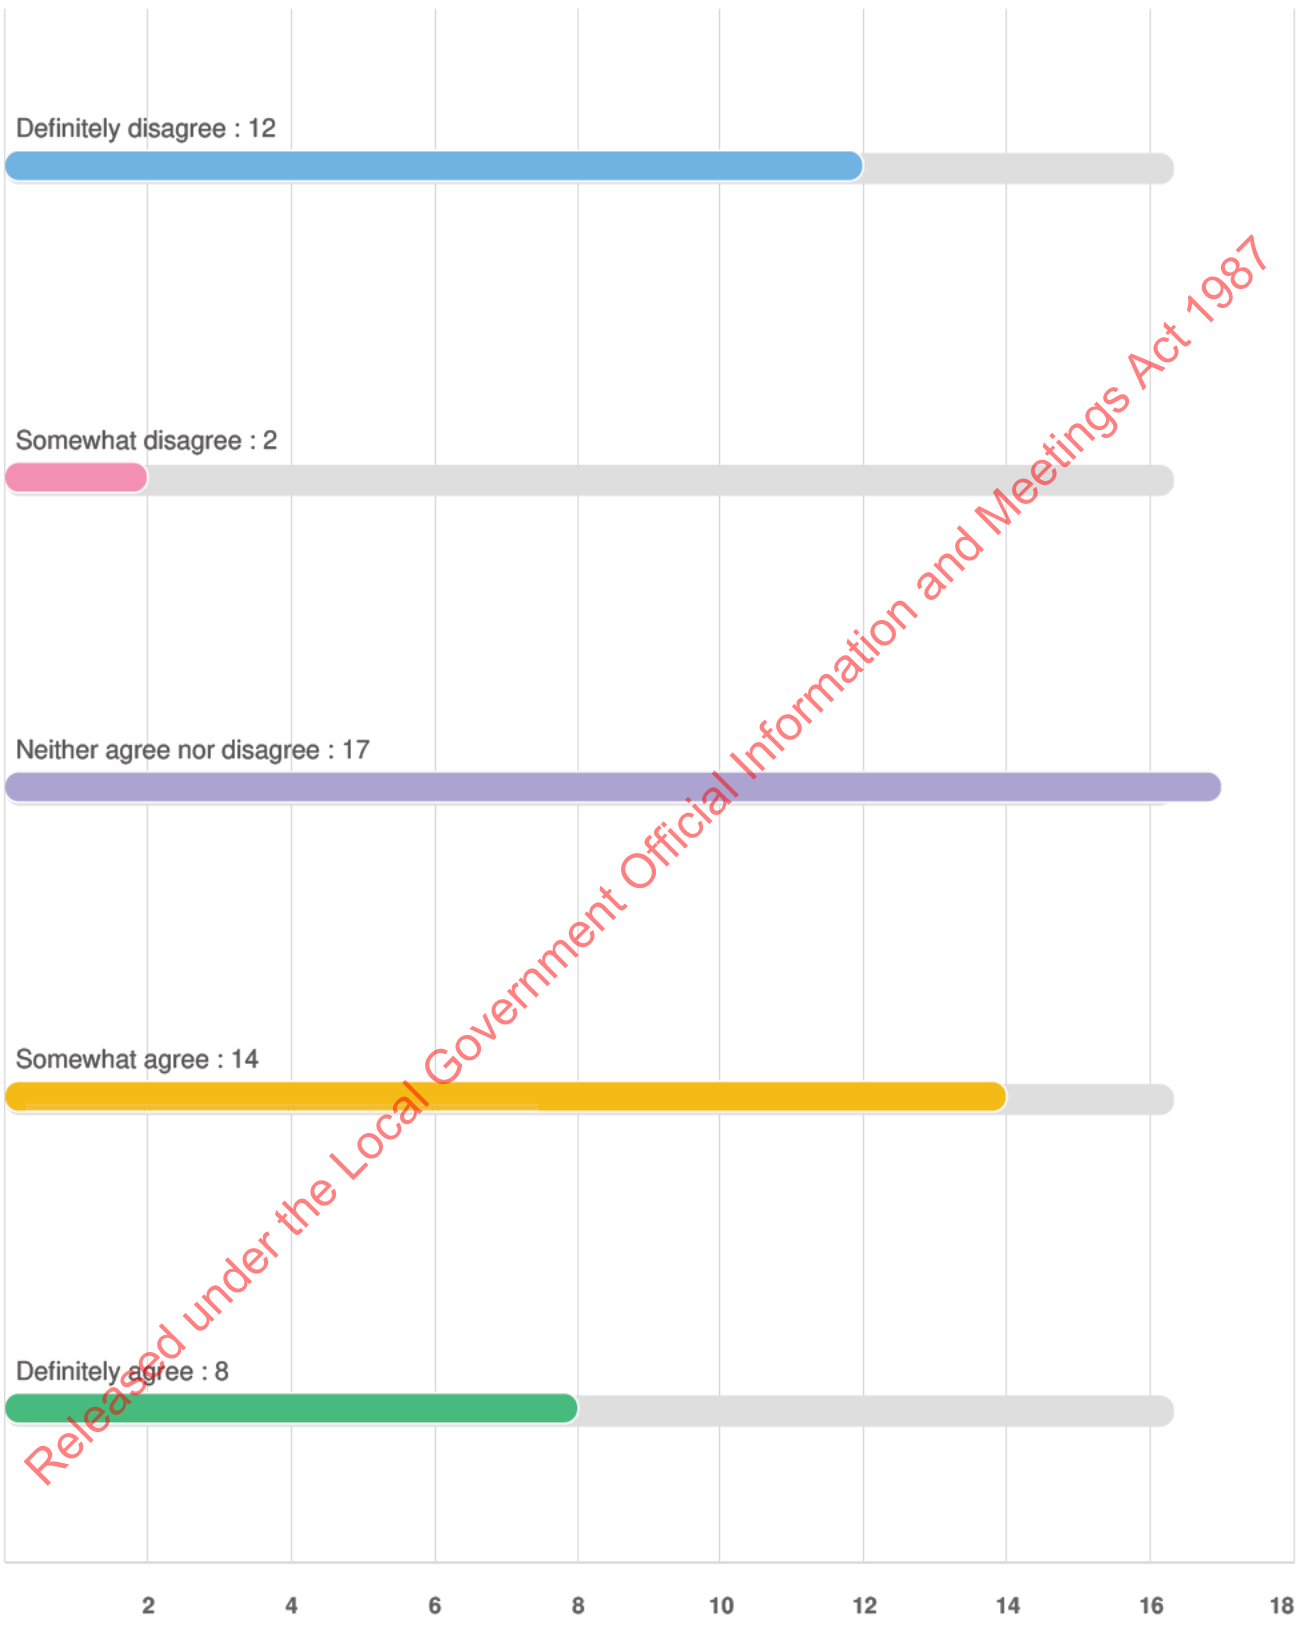 Definitely disagree : 12
Somewhat disagree : 2
Neither agree nor disagree : 17
Somewhat agree : 14
Definitely agree : 8
Released under the Local Government Official Information and Meetings Act 1987
2 4 6 8 10 12 14 16 18